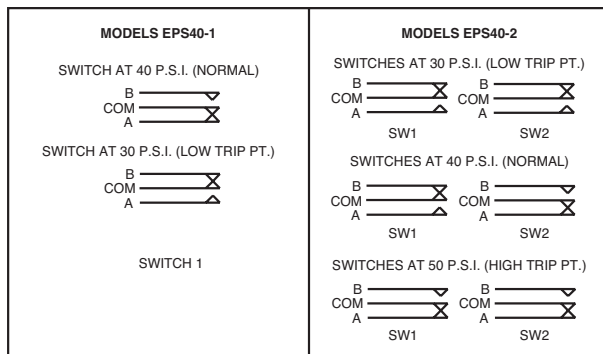 MODELS EPS40-1
SWITCH AT 40 P.S.I. (NORMAL)
B
COM
A
SWITCH AT 30 P.S.I. (LOW TRIP PT.)
B
COM
A
SWITCH 1
MODELS EPS40-2
SWITCHES AT 30 P.S.I. (LOW TRIP PT.)
B B
COM COM
A A
SW1 SW2
SWITCHES AT 40 P.S.I. (NORMAL)
B B
COM COM
A A
SW1 SW2
SWITCHES AT 50 P.S.I. (HIGH TRIP PT.)
B B
COM COM
A A
SW1 SW2